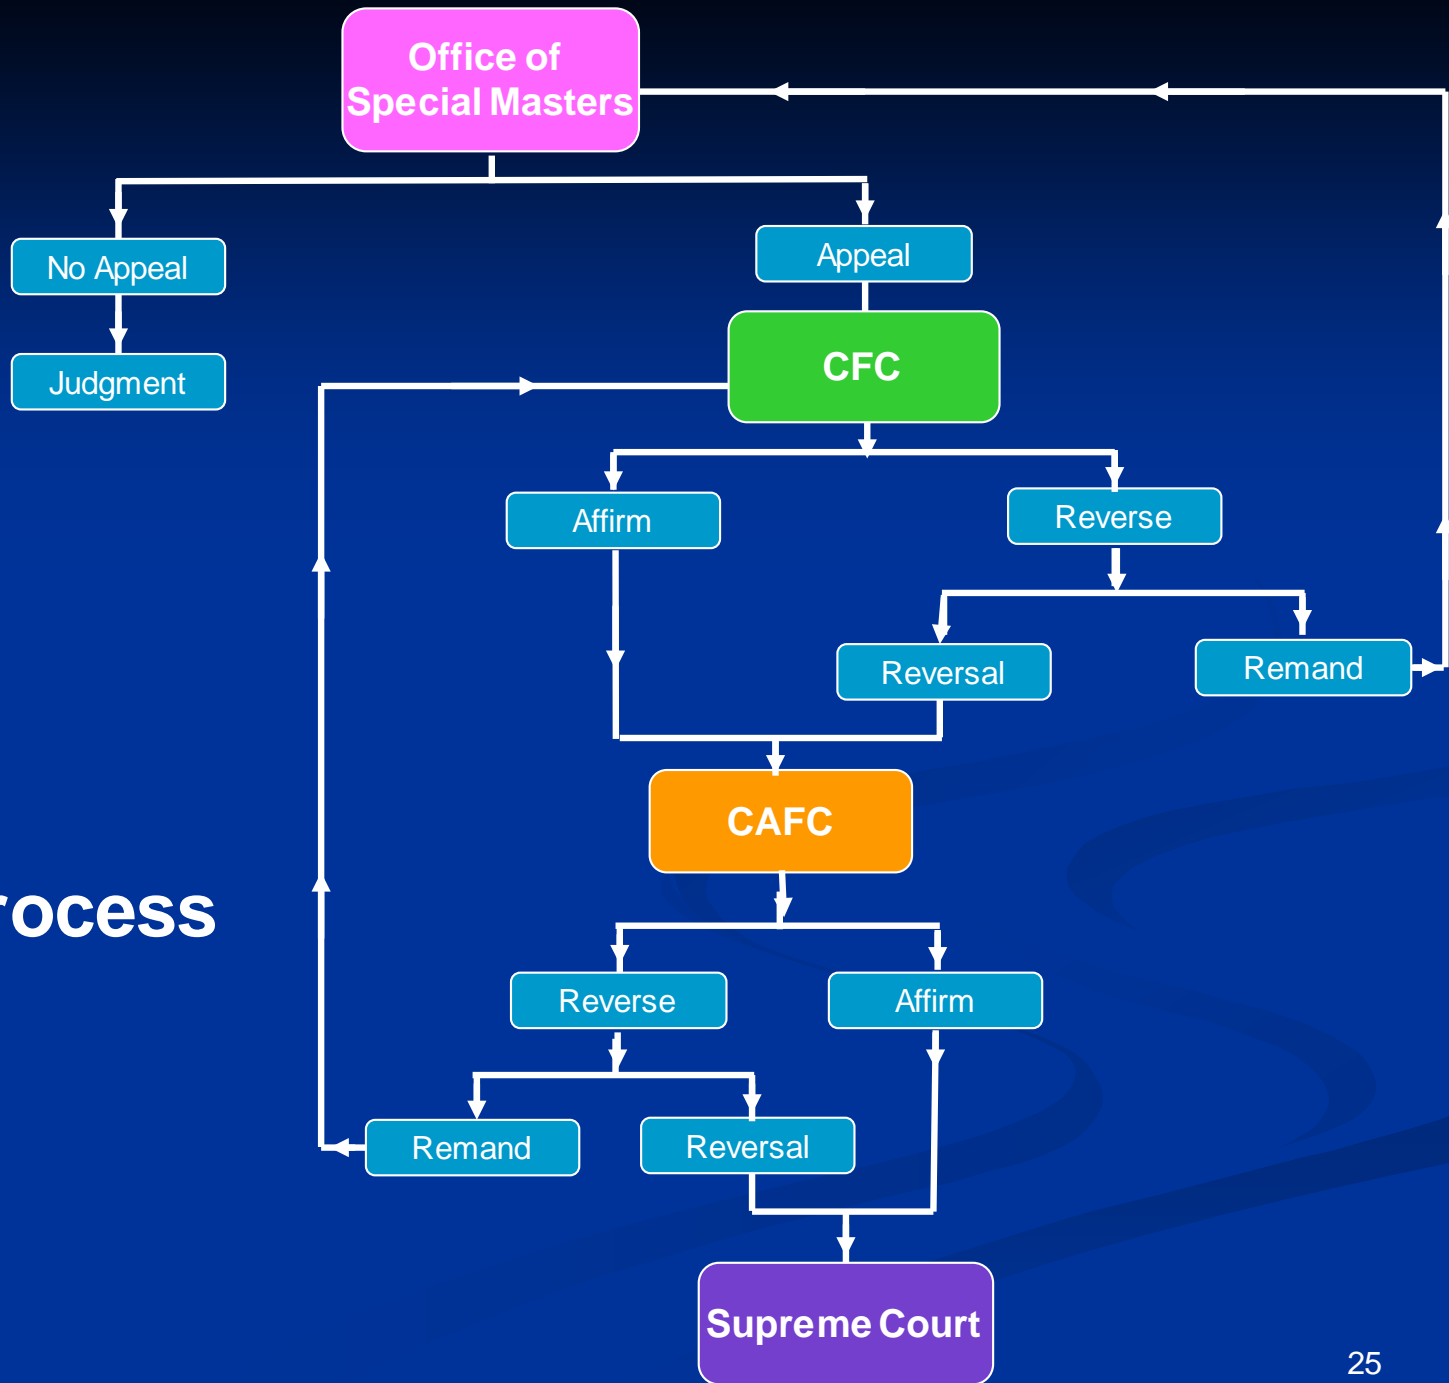 Office of
Special Masters
No Appeal
Appeal
Judgment
CFC
Affirm
Reverse
Reversal
Remand
CAFC
rocess
Reverse
Affirm
Remand
Reversal
Supreme Court
25